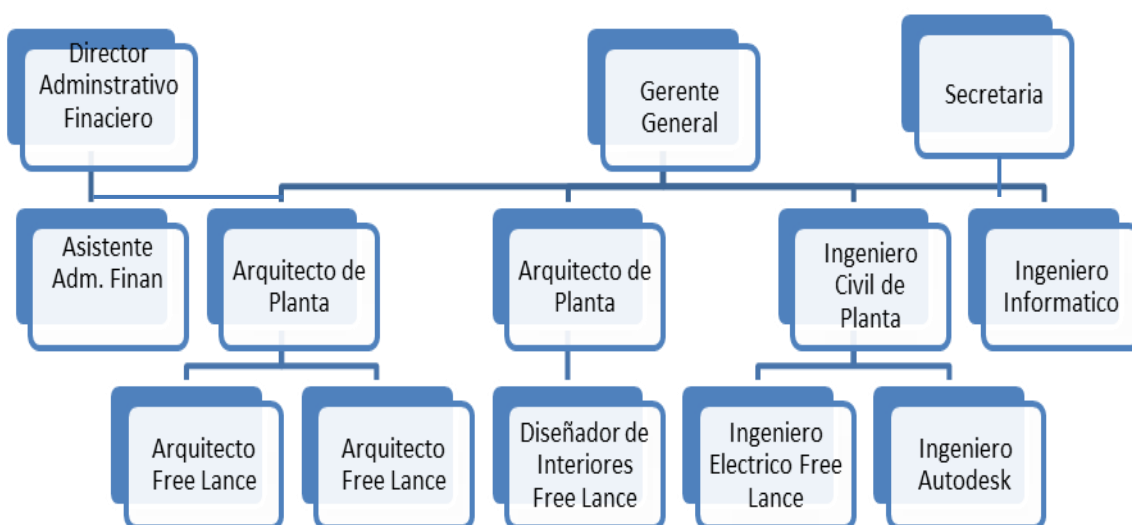 Director
Adminstrativo
Finaciero
Gerente
General
Secretaria
Asistente
Adm. Finan
Arquitecto de
Planta
Arquitecto de
Planta
Ingeniero
Civil de
Planta
Ingeniero
Informatico
Arquitecto
Free Lance
Arquitecto
Free Lance
Diseñador de
Interiores
Free Lance
Ingeniero
Electrico Free
Lance
Ingeniero
Autodesk